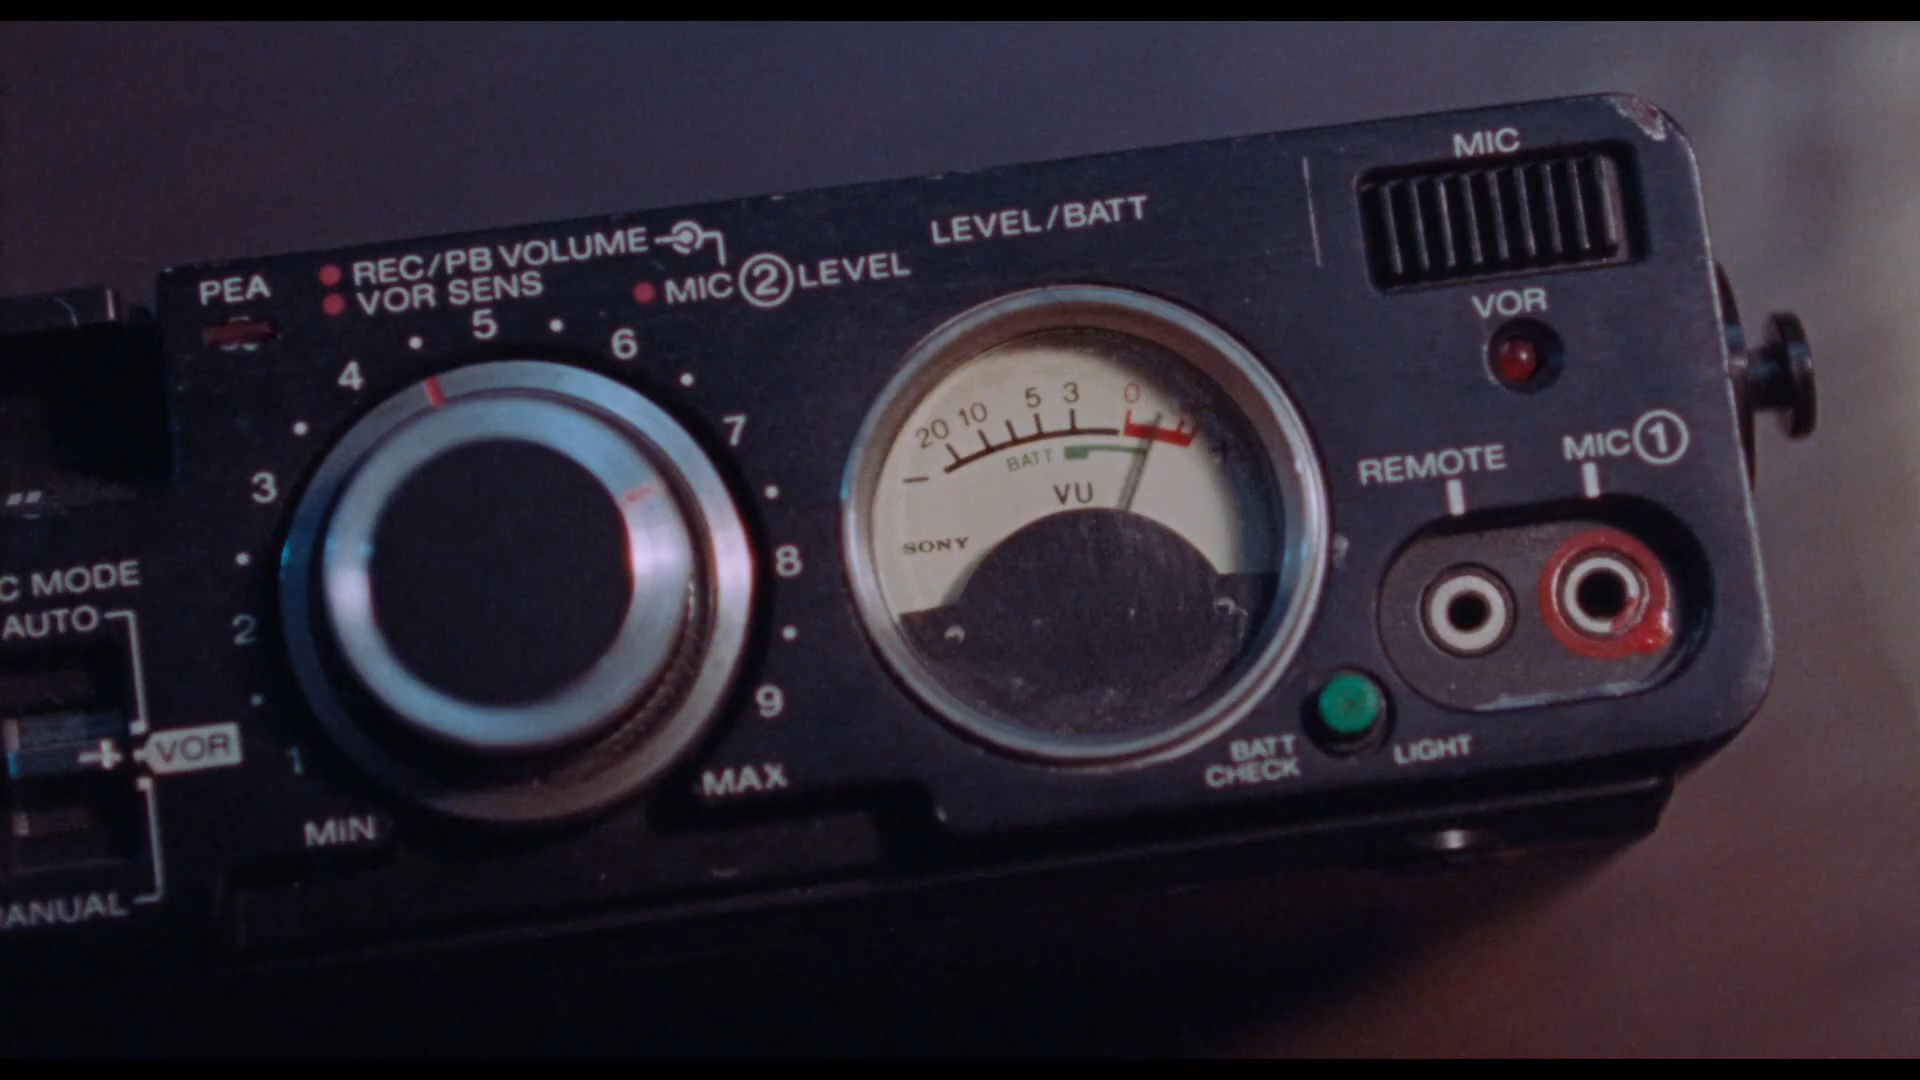 MIC
LEVEL/BATT
REC/PB VOLUME
PEA
VOR SENS
MIC 2 LEVEL
VOR
5
6
4
7
3
8
2
9
1
MIN
MAX
20 10 5 3 0
BATT
VU
SONY
REMOTE
MIC 1
C MODE
AUTO
VOR
ANUAL
BATT
CHECK
LIGHT